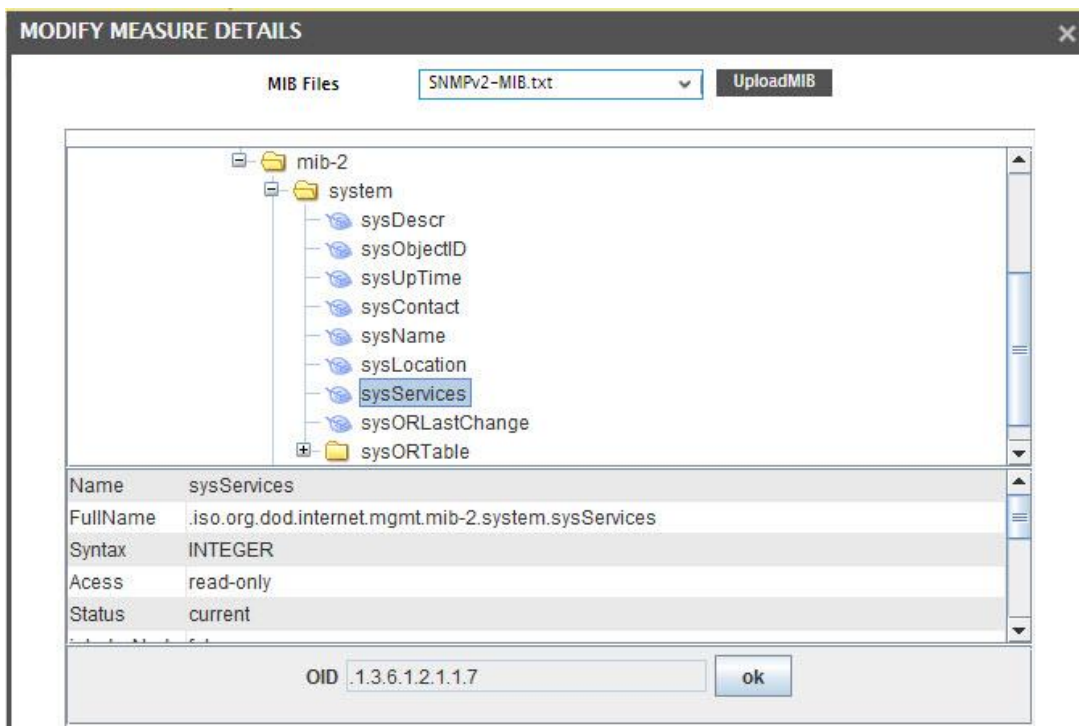 MODIFY MEASURE DETAILS
MIB Files SNMPv2-MIB.txt UploadMIB
mib-2
system
sysDescr
sysObjectID
sysUpTime
sysContact
sysName
sysLocation
sysServices
sysORLastChange
sysORTable
Name sysServices
FullName .iso.org.dod.internet.mgmt.mib-2.system.sysServices
Syntax INTEGER
Acess read-only
Status current
OID .1.3.6.1.2.1.1.7 ok